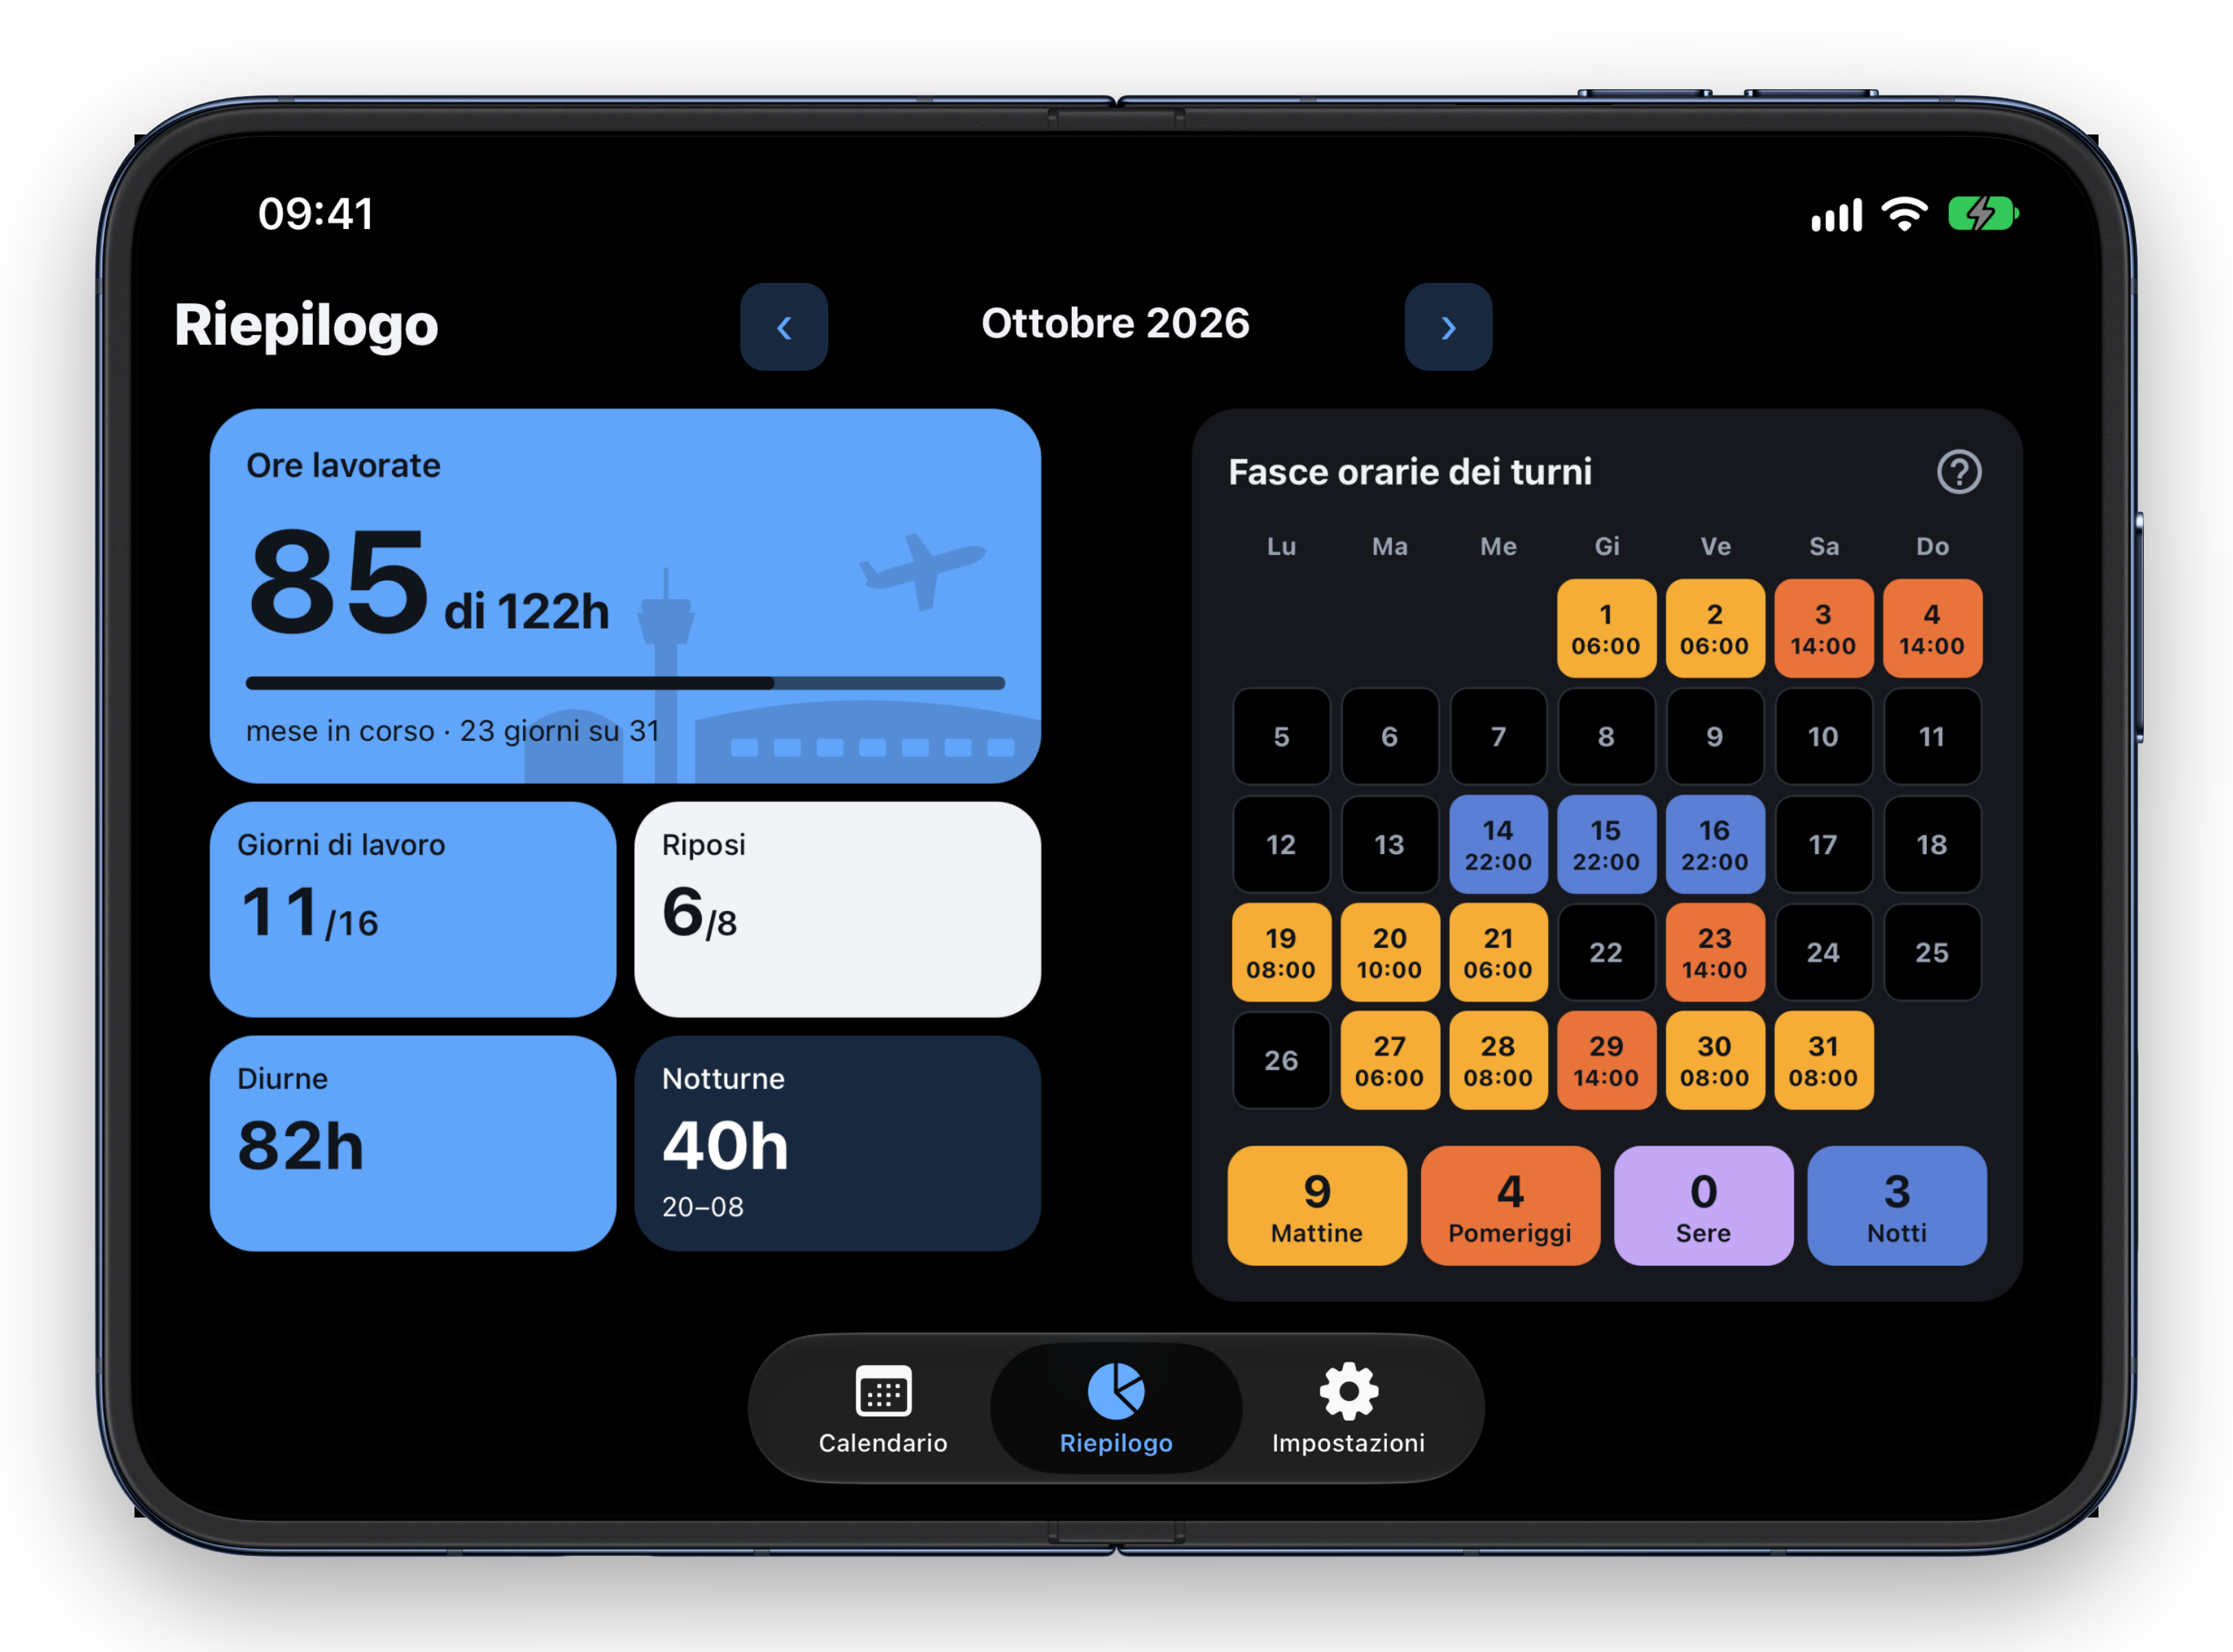 09:41
Riepilogo
‹
Ottobre 2026
›
Ore lavorate
85 di 122h
mese in corso · 23 giorni su 31
Giorni di lavoro
11/16
Riposi
6/8
Diurne
82h
Notturne
40h
20–08
Fasce orarie dei turni
?
Lu Ma Me Gi Ve Sa Do
1 2 3 4
06:00 06:00 14:00 14:00
5 6 7 8 9 10 11
12 13 14 15 16 17 18
22:00 22:00 22:00
19 20 21 22 23 24 25
08:00 10:00 06:00 14:00
26 27 28 29 30 31
06:00 08:00 14:00 08:00 08:00
9 4 0 3
Mattine Pomeriggi Sere Notti
Calendario Riepilogo Impostazioni